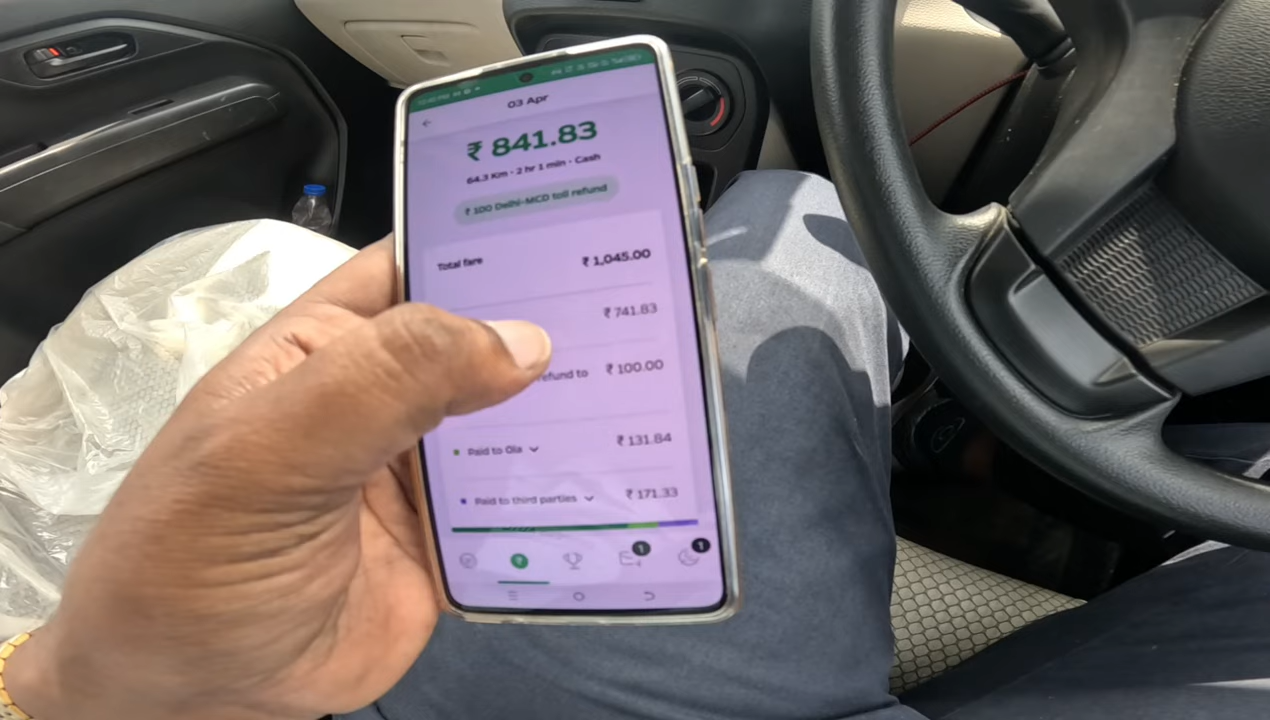 03 Apr
₹ 841.83
64.3 Km · 2 hr 1 min · Cash
₹ 100 Delhi-MCD toll refund
Total fare ₹ 1,045.00
₹ 741.83
refund to ₹ 100.00
Paid to Ola ₹ 131.84
Paid to third parties ₹ 171.33
1 1